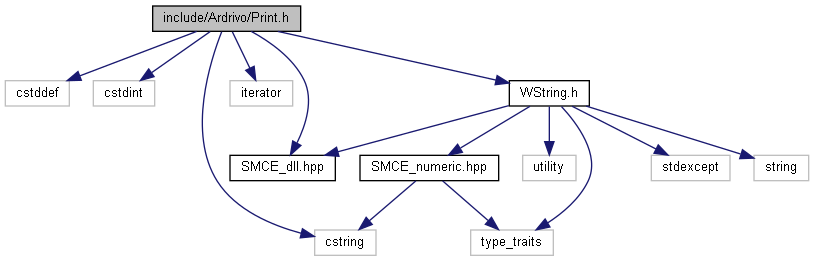 include/Ardrivo/Print.h
cstddef
cstdint
iterator
WString.h
SMCE_dll.hpp
SMCE_numeric.hpp
utility
stdexcept
string
cstring
type_traits